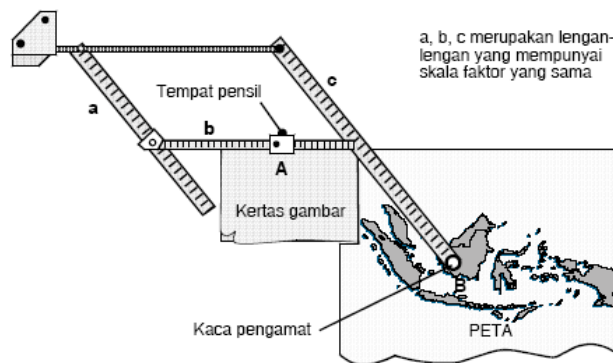 a, b, c merupakan lengan-
lengan yang mempunyai
skala faktor yang sama
c
Tempat pensil
a
b
A
Kertas gambar
B
Kaca pengamat
PETA